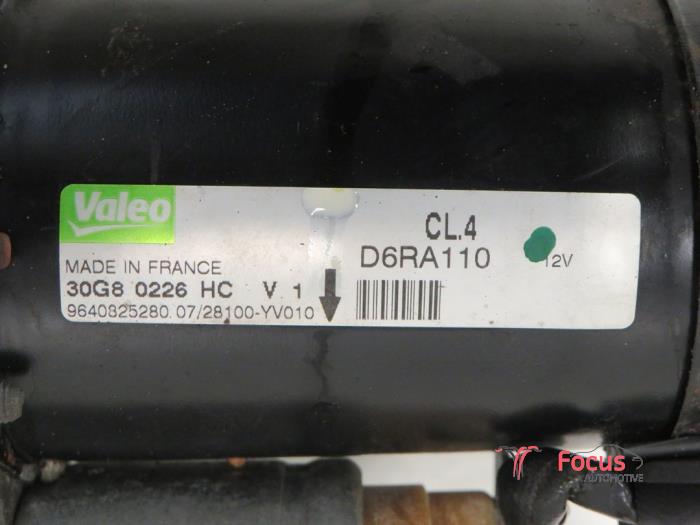 Valeo
CL.4
D6RA110
12V
MADE IN FRANCE
30G8 0226 HC V 1
9640825280.07/28100-YV010
Focus
AUTOMOTIVE